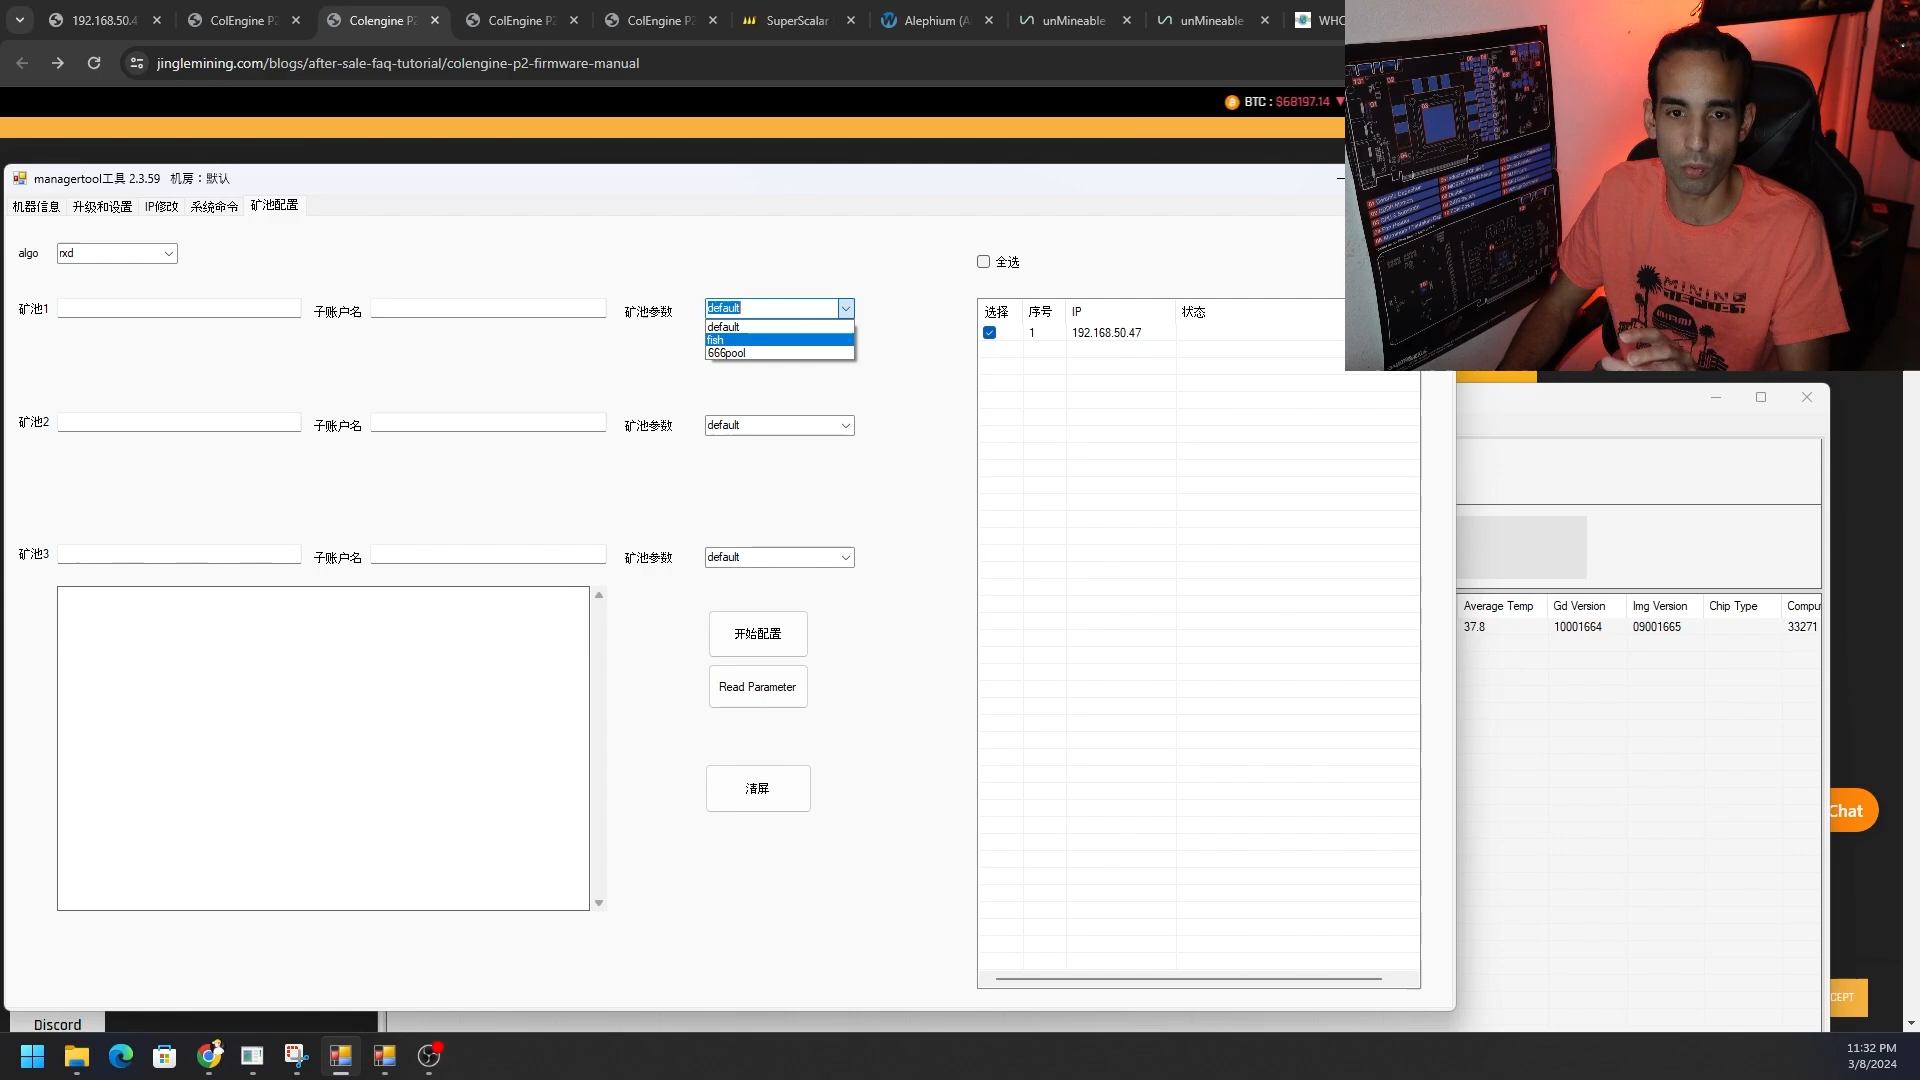 192.168.50.4
ColEngine P2
Colengine P2
ColEngine P2
ColEngine P2
SuperScalar
Alephium (A
unMineable
unMineable
WHO
jinglemining.com/blogs/after-sale-faq-tutorial/colengine-p2-firmware-manual
BTC : $68197.14 ▼
managertool工具 2.3.59 机房：默认
机器信息 升级和设置 IP修改 系统命令 矿池配置
algo rxd
全选
矿池1 子账户名 矿池参数 default
default
fish
666pool
选择 序号 IP 状态
1 192.168.50.47
矿池2 子账户名 矿池参数 default
矿池3 子账户名 矿池参数 default
开始配置
Read Parameter
清屏
Average Temp Gd Version Img Version Chip Type Compu
37.8 10001664 09001665 33271
Chat
CEPT
Discord
MINING
MIAMI
11:32 PM
3/8/2024